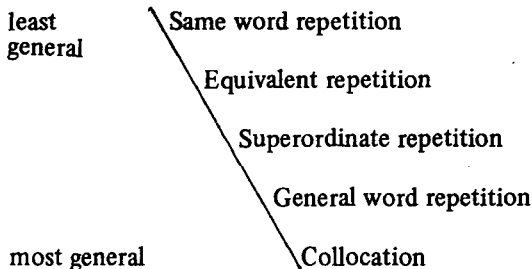 least
general
Same word repetition
Equivalent repetition
Superordinate repetition
General word repetition
most general
Collocation